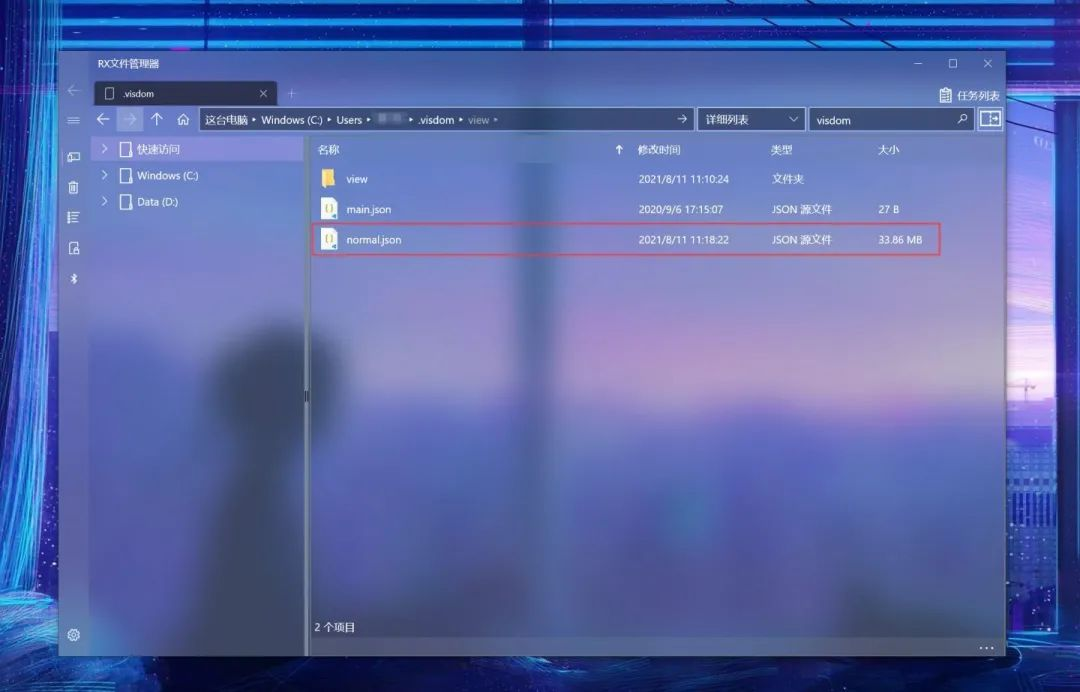 RX文件管理器
.visdom
任务列表
这台电脑 Windows (C:) Users .visdom view
详细列表
visdom
快速访问
Windows (C:)
Data (D:)
名称 修改时间 类型 大小
view 2021/8/11 11:10:24 文件夹
main.json 2020/9/6 17:15:07 JSON 源文件 27 B
normal.json 2021/8/11 11:18:22 JSON 源文件 33.86 MB
2 个项目